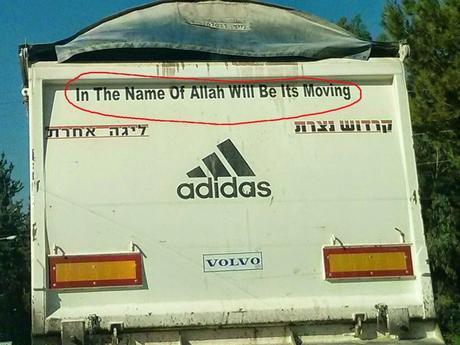 In The Name Of Allah Will Be Its Moving
ליגה אחרת
קרדוש נצרת
adidas
VOLVO